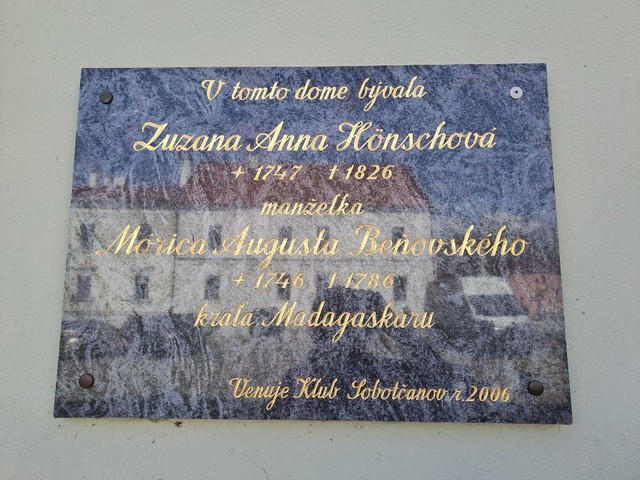 V tomto dome bývala
Zuzana Anna Hönschová
+ 1747 † 1826
manželka
Morica Augusta Beňovského
+ 1746 † 1786
kráľa Madagaskaru
Venuje Klub Sobotčanov r.2006